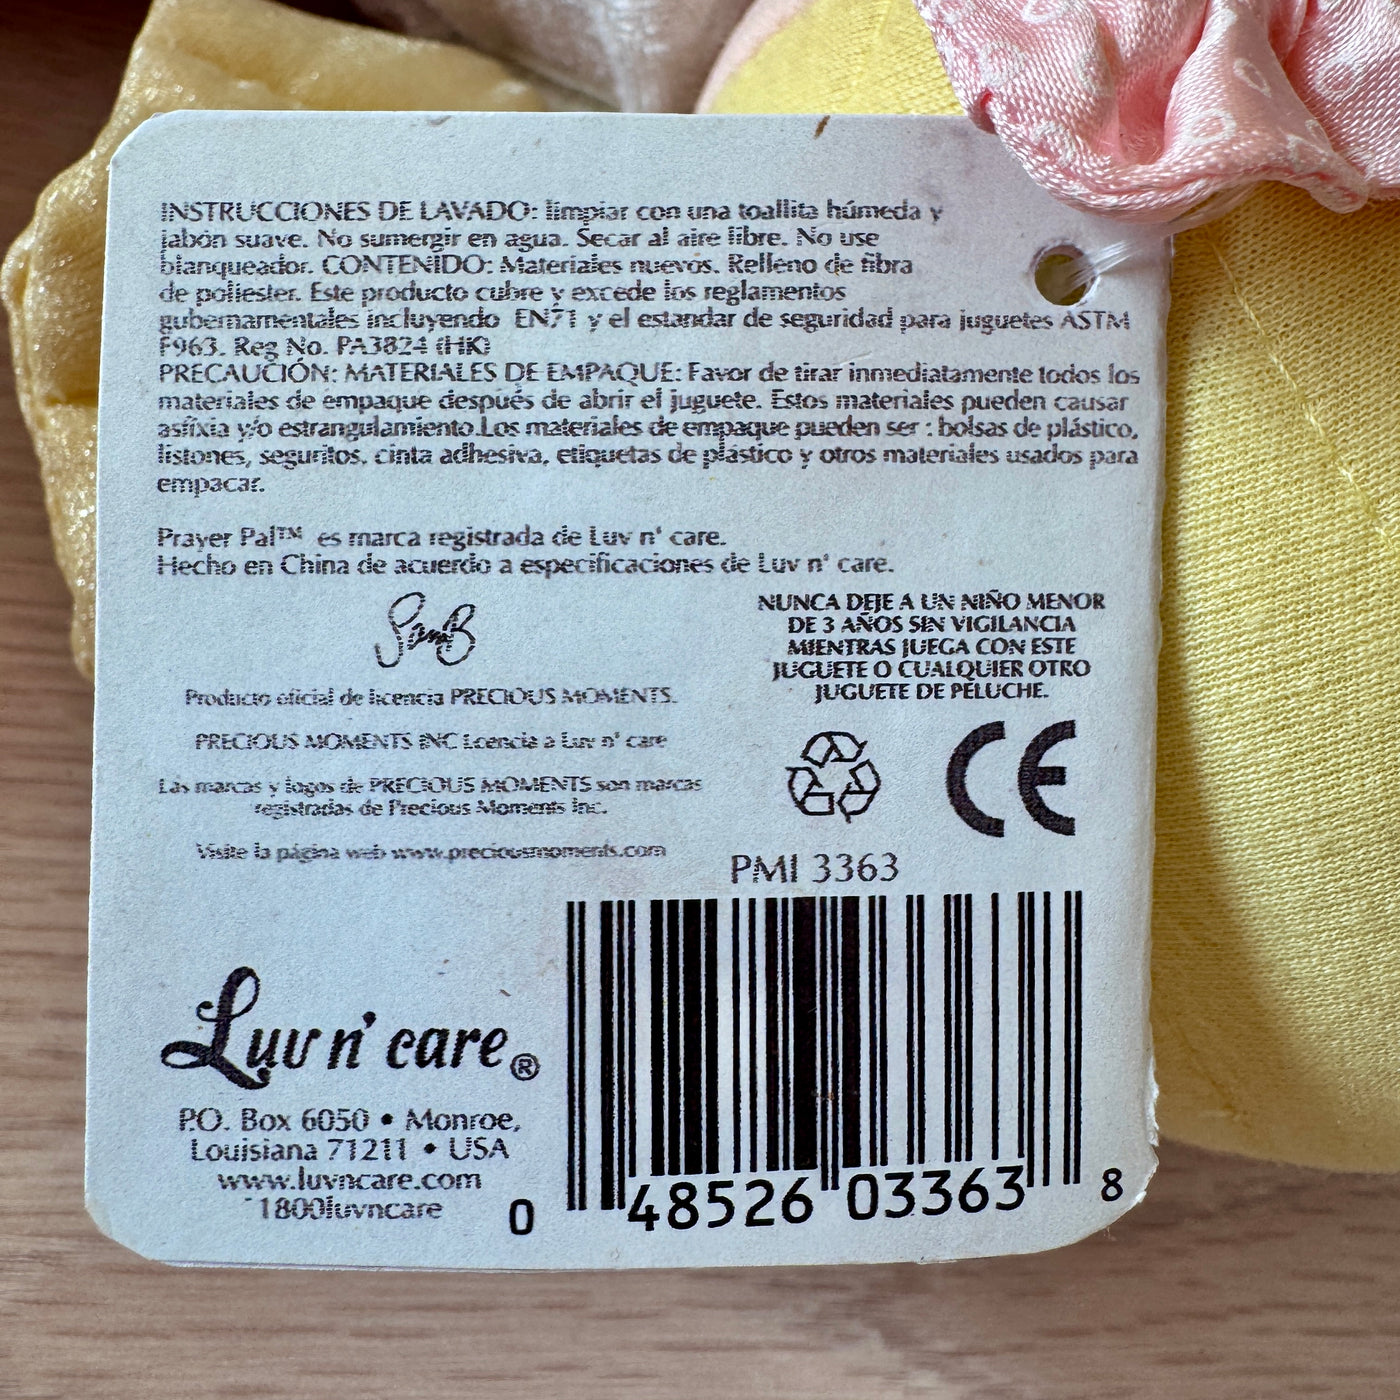 INSTRUCCIONES DE LAVADO: limpiar con una toallita húmeda y
jabón suave. No sumergir en agua. Secar al aire libre. No use
blanqueador. CONTENIDO: Materiales nuevos. Relleno de fibra
de poliester. Este producto cubre y excede los reglamentos
gubernamentales incluyendo EN71 y el estandar de seguridad para juguetes ASTM
F963. Reg No. PA3824 (HK)
PRECAUCIÓN: MATERIALES DE EMPAQUE: Favor de tirar inmediatamente todos los
materiales de empaque después de abrir el juguete. Estos materiales pueden causar
asfixia y/o estrangulamiento.Los materiales de empaque pueden ser : bolsas de plástico,
listones, seguritos, cinta adhesiva, etiquetas de plástico y otros materiales usados para
empacar.
Prayer Pal™ es marca registrada de Luv n' care.
Hecho en China de acuerdo a especificaciones de Luv n' care.
SamB
Producto oficial de licencia PRECIOUS MOMENTS.
PRECIOUS MOMENTS INC Lcencia a Luv n' care
Las marcas y logos de PRECIOUS MOMENTS son marcas
registradas de Precious Moments Inc.
Visite la página web www.preciousmoments.com
NUNCA DEJE A UN NIÑO MENOR
DE 3 AÑOS SIN VIGILANCIA
MIENTRAS JUEGA CON ESTE
JUGUETE O CUALQUIER OTRO
JUGUETE DE PELUCHE.
CE
PMI 3363
Luv n' care®
P.O. Box 6050 • Monroe,
Louisiana 71211 • USA
www.luvncare.com
1800luvncare
0 48526 03363 8